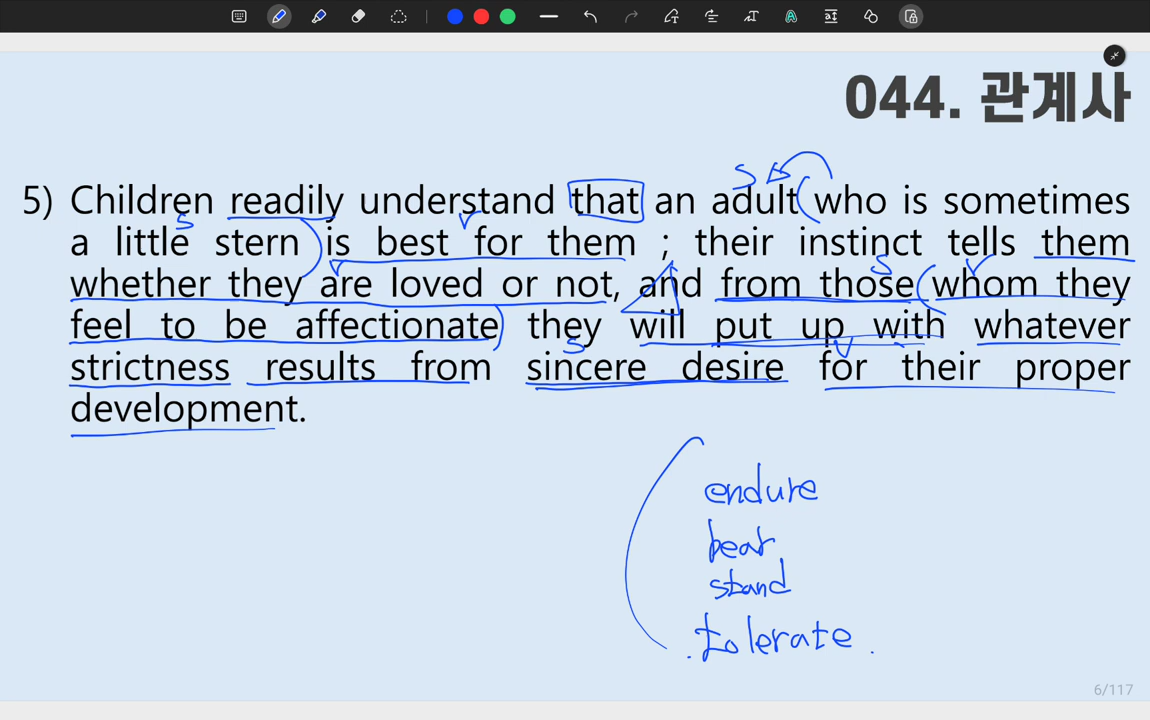 044. 관계사
S
5) Children readily understand that an adult (who is sometimes
S V
a little stern) is best for them ; their instinct tells them
V S V
whether they are loved or not, and from those (whom they
feel to be affectionate) they will put up with whatever
S V
strictness results from sincere desire for their proper
development.
endure
bear
stand
tolerate.
6/117